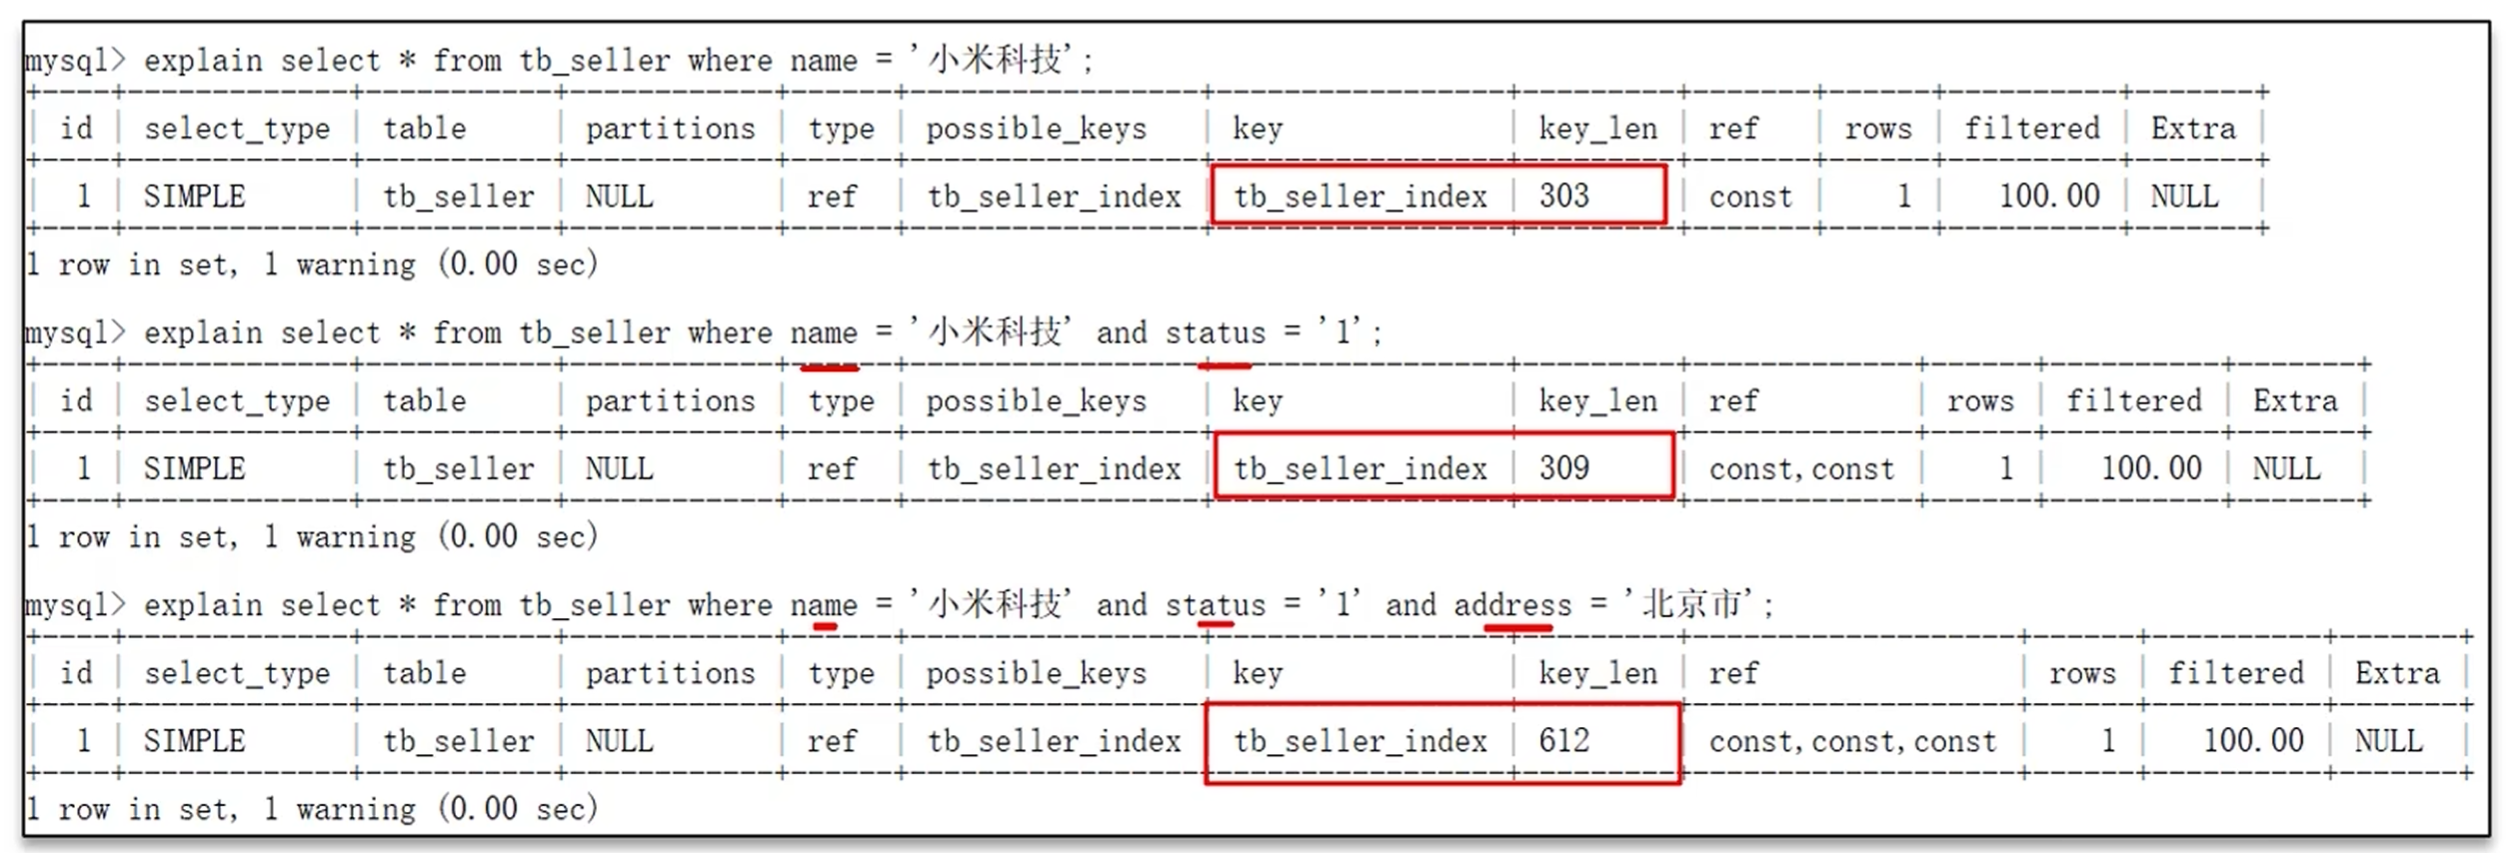 mysql> explain select * from tb_seller where name = '小米科技';
| id | select_type | table | partitions | type | possible_keys | key | key_len | ref | rows | filtered | Extra |
| 1 | SIMPLE | tb_seller | NULL | ref | tb_seller_index | tb_seller_index | 303 | const | 1 | 100.00 | NULL |
1 row in set, 1 warning (0.00 sec)
mysql> explain select * from tb_seller where name = '小米科技' and status = '1';
| id | select_type | table | partitions | type | possible_keys | key | key_len | ref | rows | filtered | Extra |
| 1 | SIMPLE | tb_seller | NULL | ref | tb_seller_index | tb_seller_index | 309 | const,const | 1 | 100.00 | NULL |
1 row in set, 1 warning (0.00 sec)
mysql> explain select * from tb_seller where name = '小米科技' and status = '1' and address = '北京市';
| id | select_type | table | partitions | type | possible_keys | key | key_len | ref | rows | filtered | Extra |
| 1 | SIMPLE | tb_seller | NULL | ref | tb_seller_index | tb_seller_index | 612 | const,const,const | 1 | 100.00 | NULL |
1 row in set, 1 warning (0.00 sec)